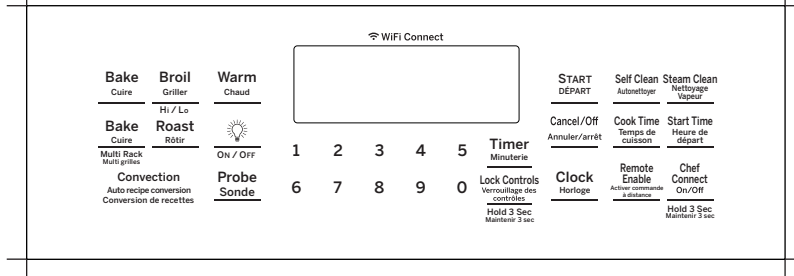 WiFi Connect
Bake
Cuire
Broil
Griller
Hi / Lo
Warm
Chaud
Bake
Cuire
Multi Rack
Multi grilles
Roast
Rôtir
ON / OFF
Convection
Auto recipe conversion
Conversion de recettes
Probe
Sonde
1 2 3 4 5
6 7 8 9 0
Timer
Minuterie
Lock Controls
Verrouillage des
contrôles
Hold 3 Sec
Maintenir 3 sec
START
DÉPART
Cancel/Off
Annuler/arrêt
Clock
Horloge
Self Clean
Autonettoyer
Steam Clean
Nettoyage
Vapeur
Cook Time
Temps de
cuisson
Start Time
Heure de
départ
Remote
Enable
Activer commande
à distance
Chef
Connect
On/Off
Hold 3 Sec
Maintenir 3 sec